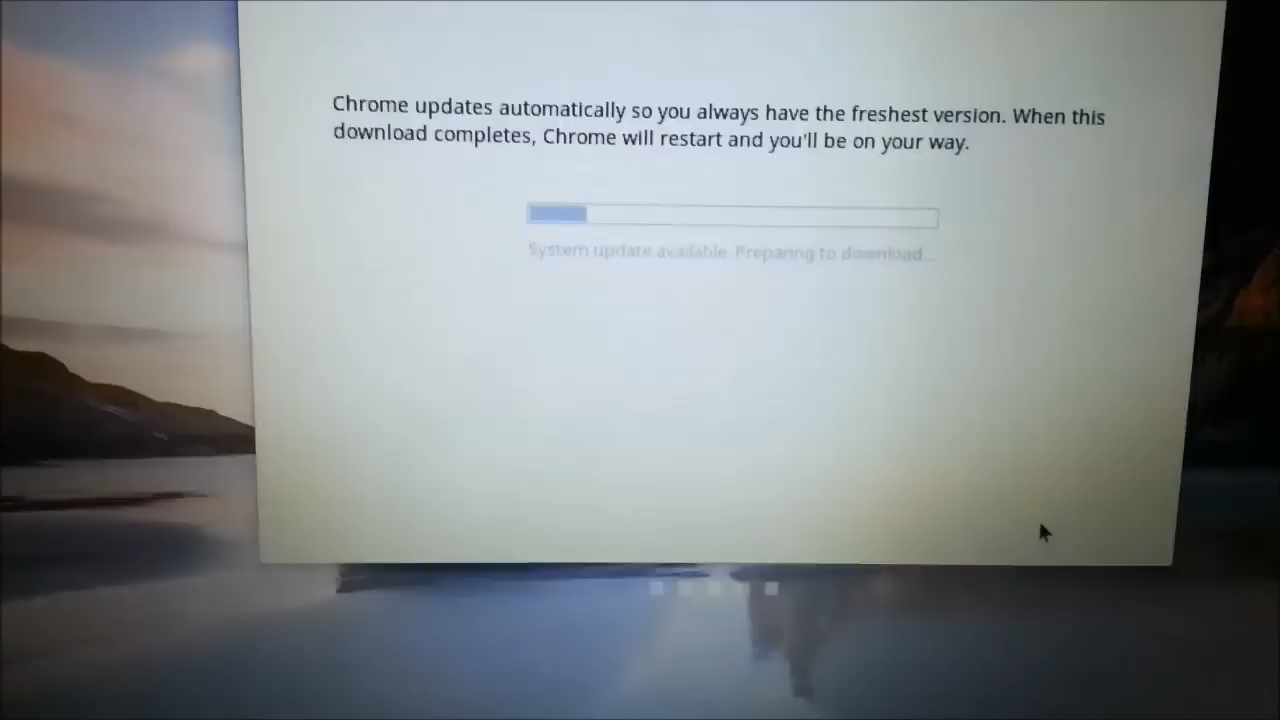 Chrome updates automatically so you always have the freshest version. When this
download completes, Chrome will restart and you'll be on your way.
System update available. Preparing to download...